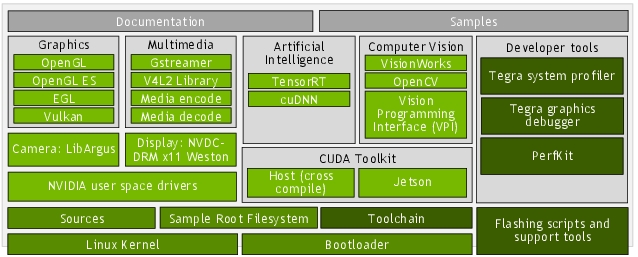 Documentation
Samples
Graphics
OpenGL
OpenGL ES
EGL
Vulkan
Multimedia
Gstreamer
V4L2 Library
Media encode
Media decode
Artificial
Intelligence
TensorRT
cuDNN
Computer Vision
VisionWorks
OpenCV
Vision
Programming
Interface (VPI)
Developer tools
Tegra system profiler
Tegra graphics
debugger
PerfKit
Camera: LibArgus
Display: NVDC-
DRM x11 Weston
CUDA Toolkit
Host (cross
compile)
Jetson
NVIDIA user space drivers
Sources
Sample Root Filesystem
Toolchain
Flashing scripts and
support tools
Linux Kernel
Bootloader